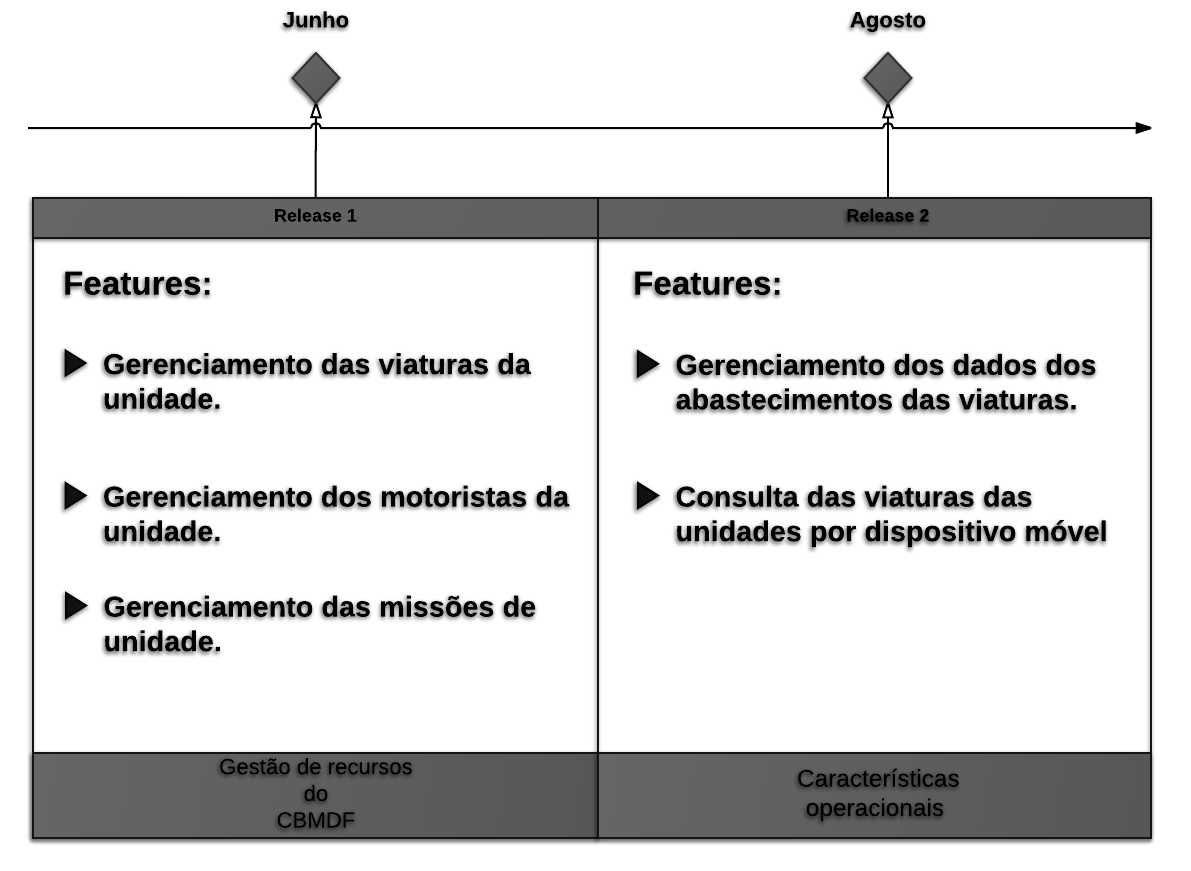 Junho
Agosto
Release 1
Release 2
Features:
Gerenciamento das viaturas da
unidade.
Gerenciamento dos motoristas da
unidade.
Gerenciamento das missões de
unidade.
Gestão de recursos
do
CBMDF
Features:
Gerenciamento dos dados dos
abastecimentos das viaturas.
Consulta das viaturas das
unidades por dispositivo móvel
Características
operacionais